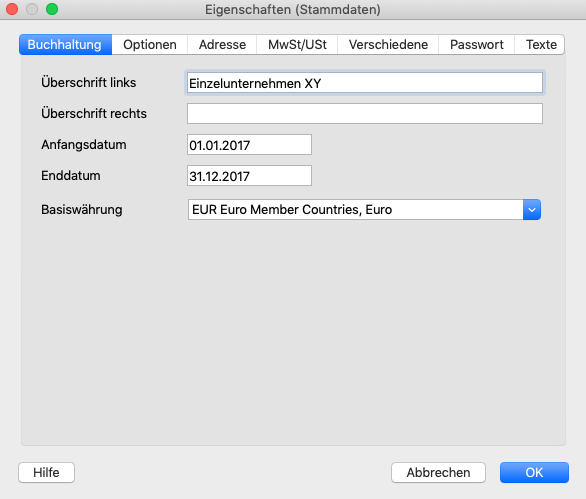 Eigenschaften (Stammdaten)
Buchhaltung Optionen Adresse MwSt/USt Verschiedene Passwort Texte
Überschrift links Einzelunternehmen XY
Überschrift rechts
Anfangsdatum 01.01.2017
Enddatum 31.12.2017
Basiswährung EUR Euro Member Countries, Euro
Hilfe Abbrechen OK